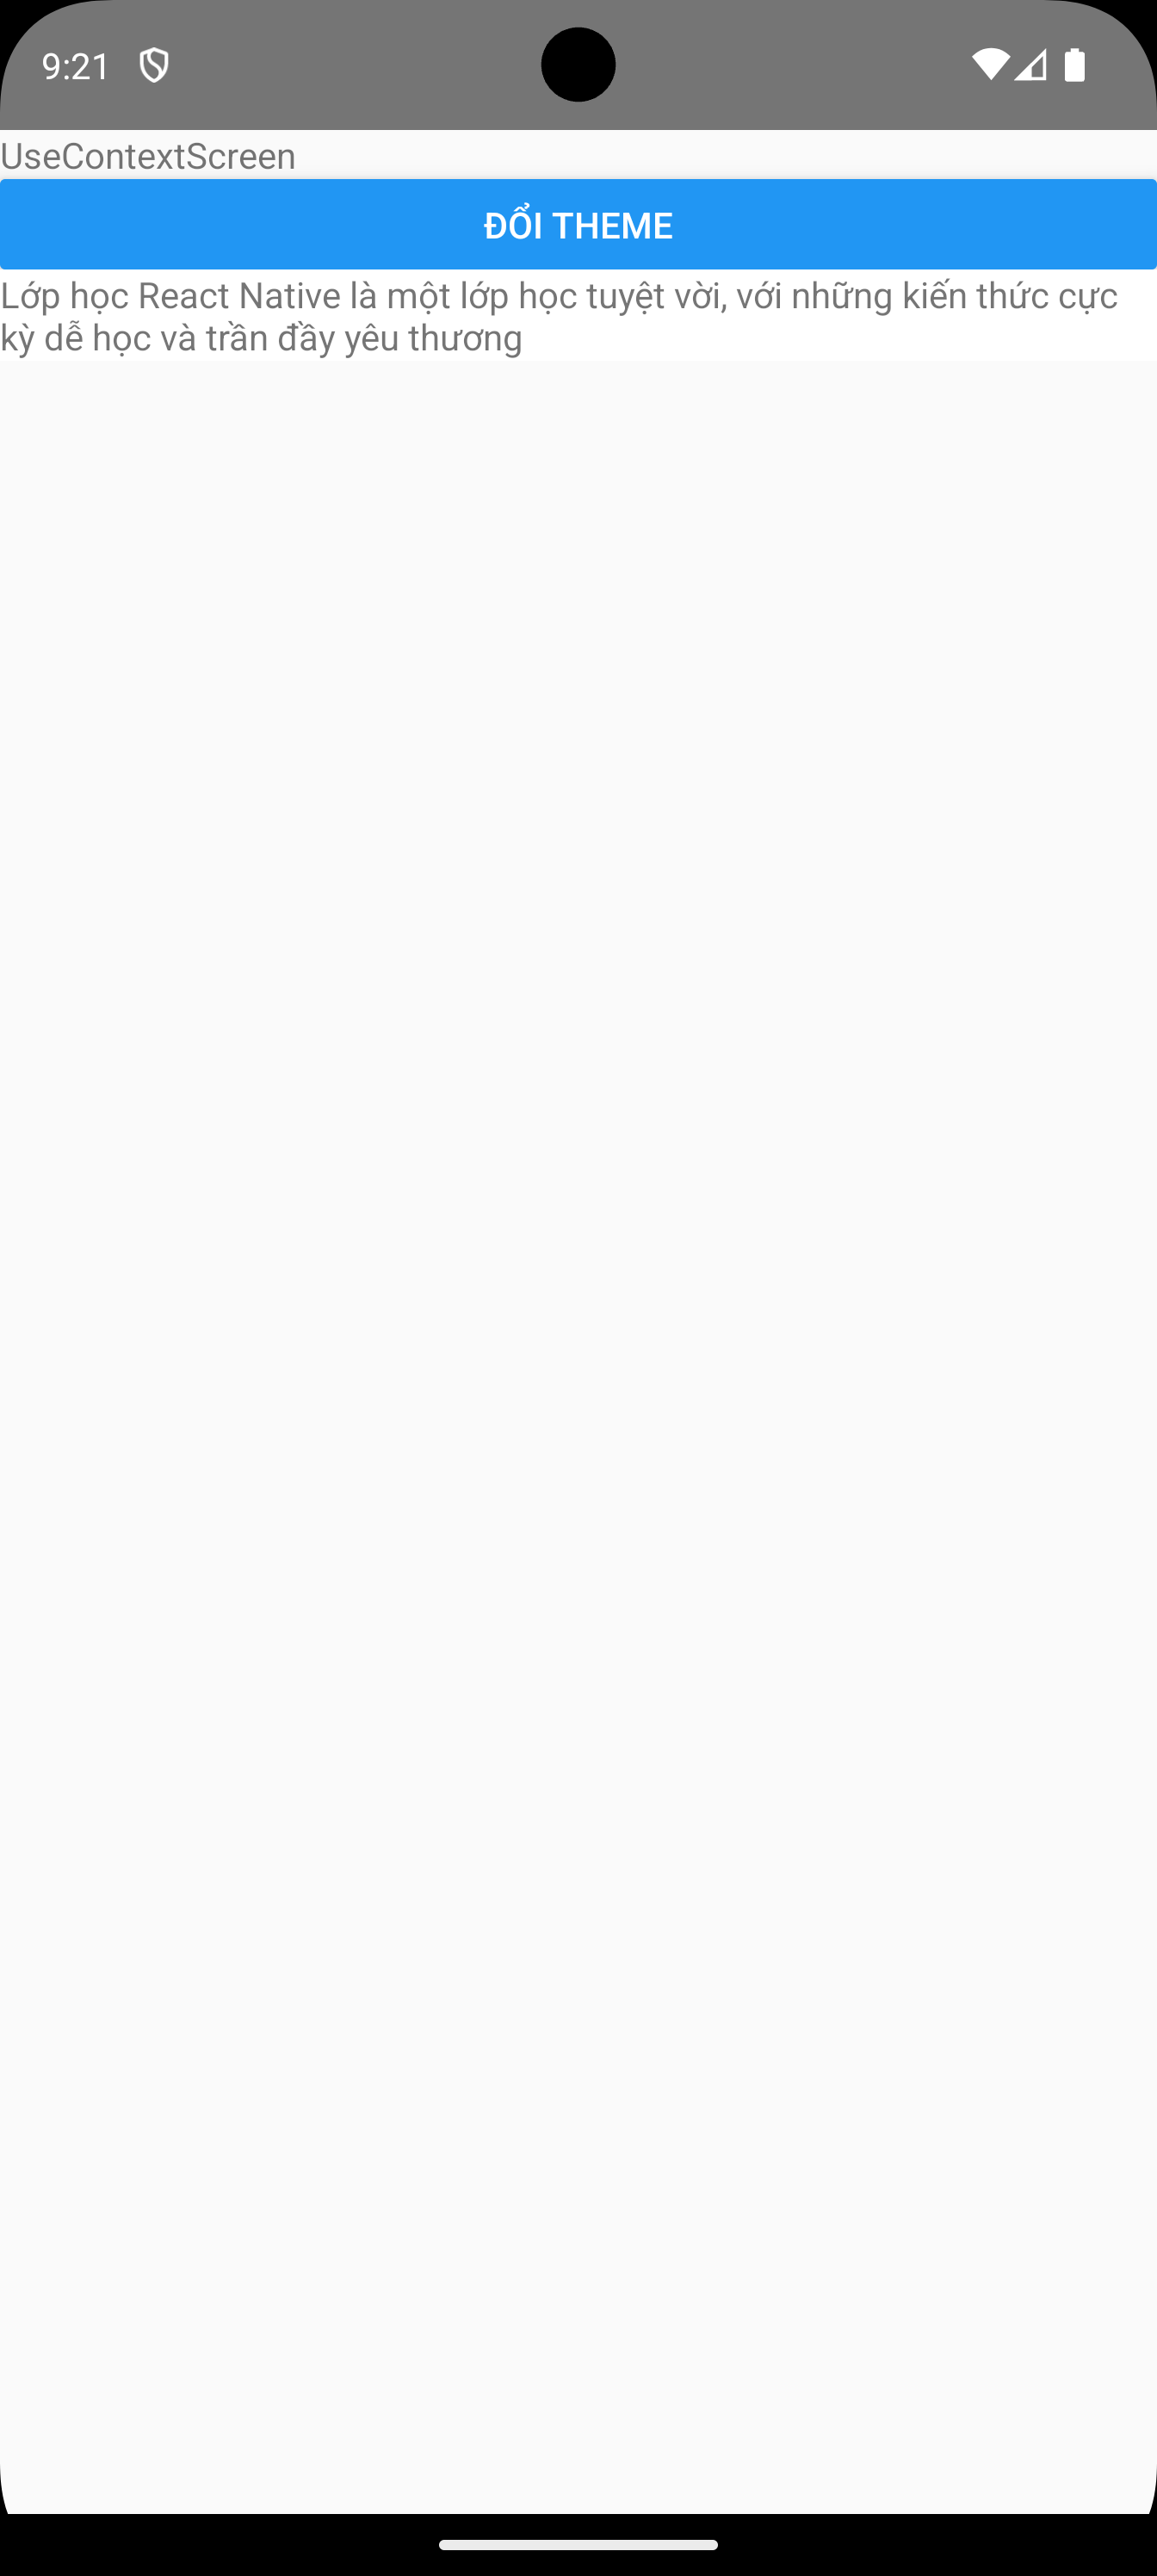 9:21
UseContextScreen
ĐỔI THEME
Lớp học React Native là một lớp học tuyệt vời, với những kiến thức cực
kỳ dễ học và trần đầy yêu thương